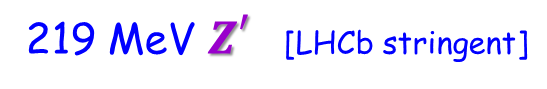 219 MeV Z′ [LHCb stringent]